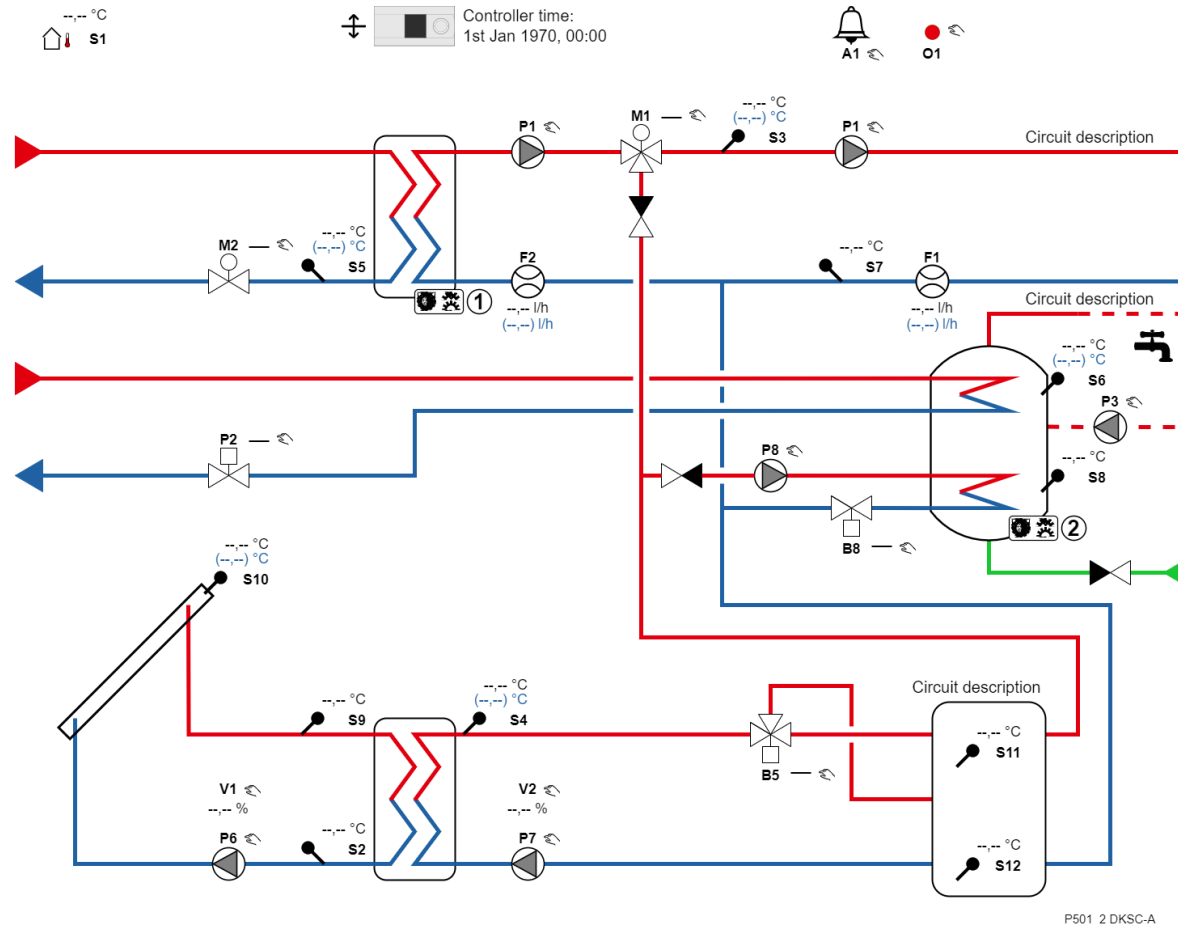 --,-- °C
S1
Controller time:
1st Jan 1970, 00:00
A1
O1
P1
M1
--,-- °C
(--,--) °C
S3
P1
Circuit description
M2
--,-- °C
(--,--) °C
S5
F2
--,-- l/h
(--,--) l/h
1
--,-- °C
S7
F1
--,-- l/h
(--,--) l/h
Circuit description
--,-- °C
(--,--) °C
S6
P3
P2
P8
--,-- °C
S8
B8
2
--,-- °C
(--,--) °C
S10
--,-- °C
S9
--,-- °C
(--,--) °C
S4
Circuit description
B5
--,-- °C
S11
V1
--,-- %
P6
--,-- °C
S2
V2
--,-- %
P7
--,-- °C
S12
P501 2 DKSC-A